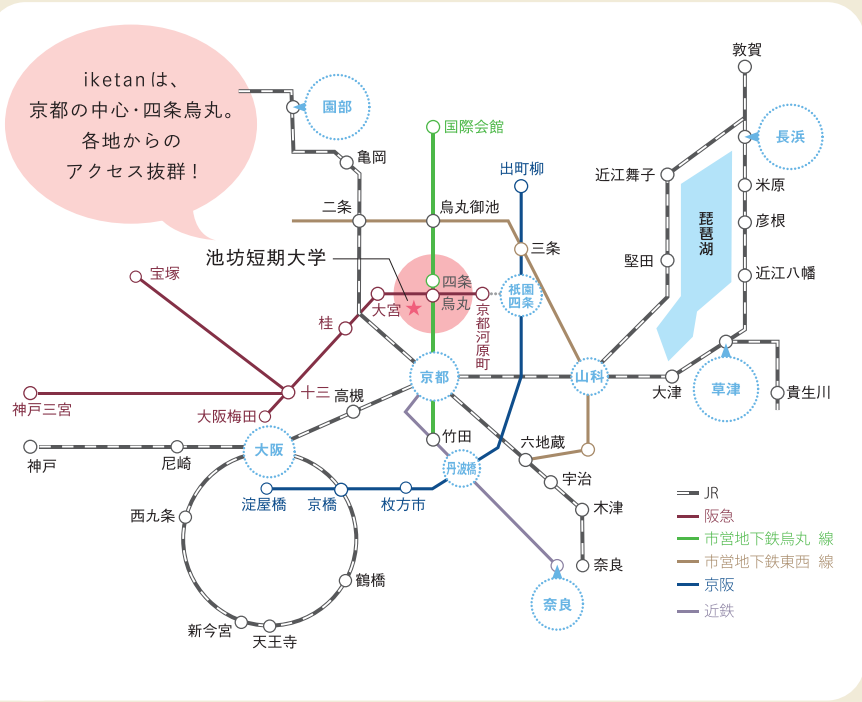 iketan は、
京都の中心・四条烏丸。
各地からの
アクセス抜群！
敦賀
園部
長浜
国際会館
亀岡
出町柳
近江舞子
米原
二条
烏丸御池
彦根
琵琶湖
三条
池坊短期大学
堅田
宝塚
近江八幡
四条
烏丸
祇園
四条
大宮
京都河原町
桂
京都
山科
草津
十三
高槻
大津
貴生川
神戸三宮
大阪梅田
竹田
六地蔵
大阪
神戸
尼崎
丹波橋
宇治
淀屋橋
京橋
枚方市
木津
西九条
奈良
鶴橋
奈良
新今宮
天王寺
JR
阪急
市営地下鉄烏丸 線
市営地下鉄東西 線
京阪
近鉄